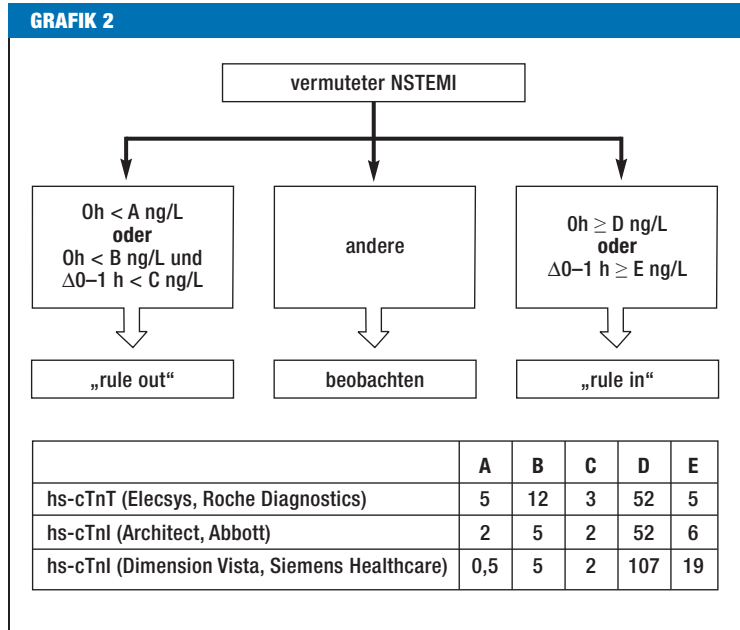 GRAFIK 2
vermuteter NSTEMI
0h < A ng/L
oder
0h < B ng/L und
Δ0–1 h < C ng/L
andere
0h ≥ D ng/L
oder
Δ0–1 h ≥ E ng/L
„rule out“
beobachten
„rule in“
A B C D E
hs-cTnT (Elecsys, Roche Diagnostics) 5 12 3 52 5
hs-cTnI (Architect, Abbott) 2 5 2 52 6
hs-cTnI (Dimension Vista, Siemens Healthcare) 0,5 5 2 107 19